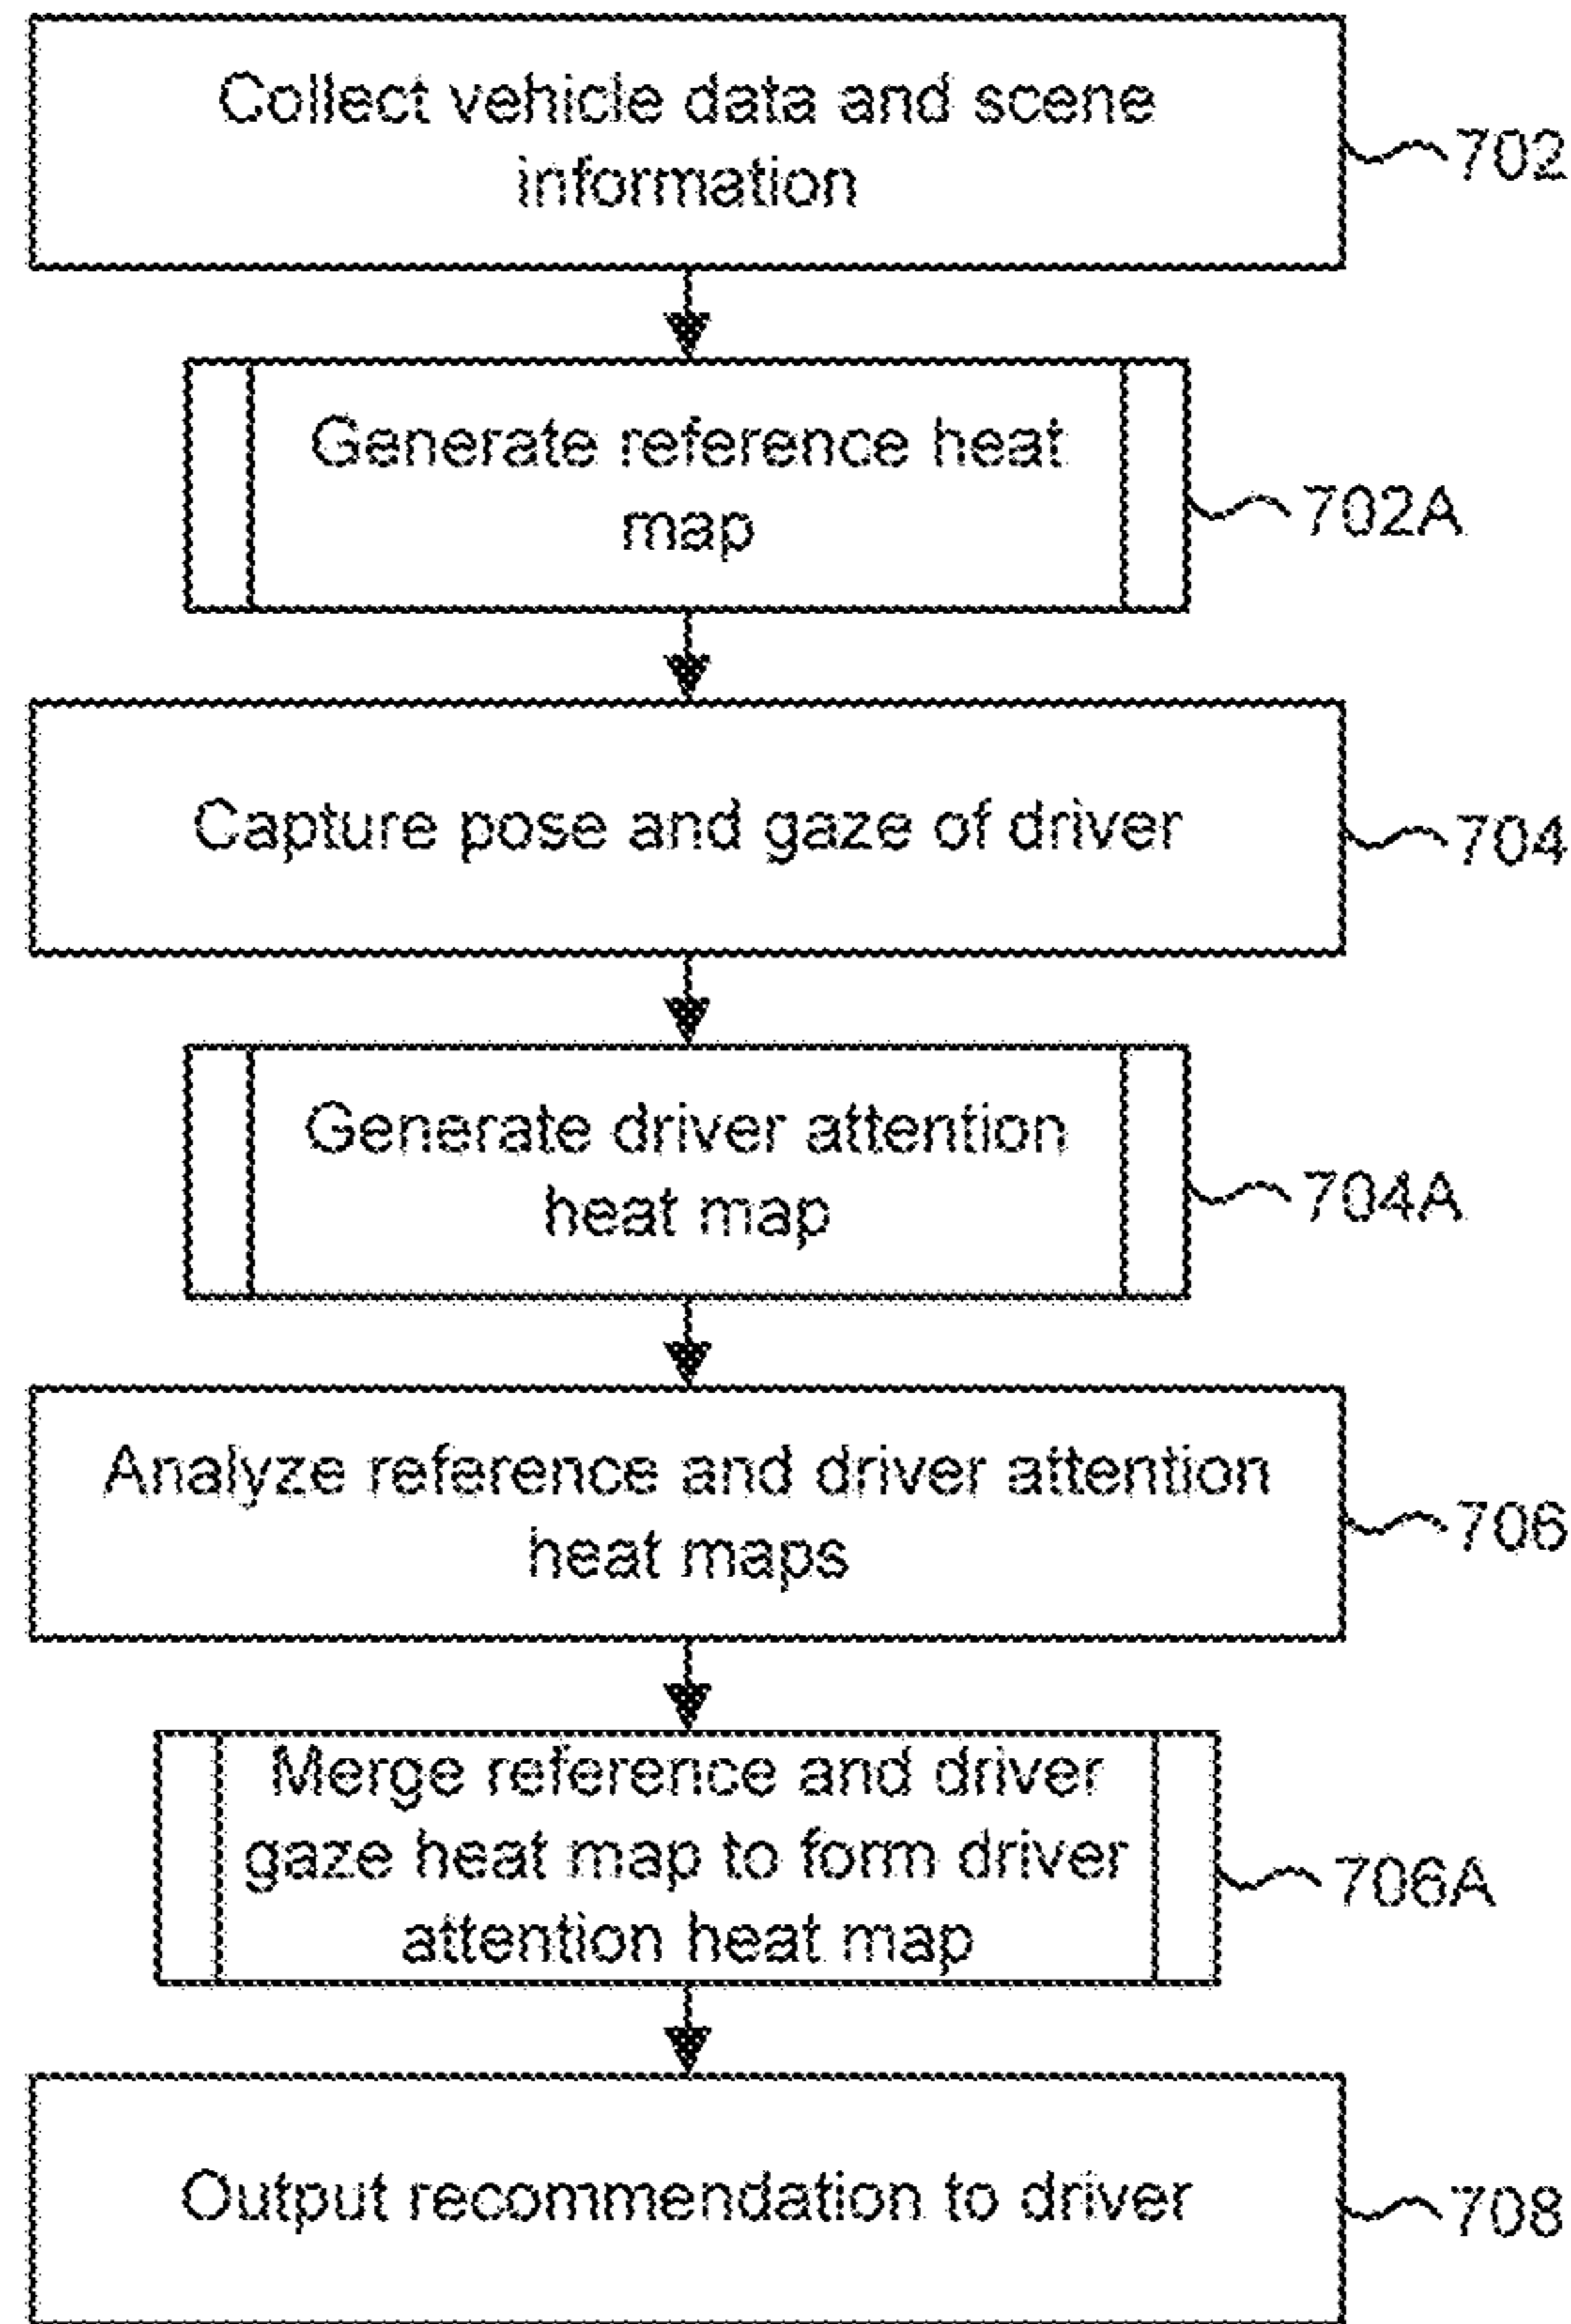 Collect vehicle data and scene
information
702
Generate reference heat
map
702A
Capture pose and gaze of driver
704
Generate driver attention
heat map
704A
Analyze reference and driver attention
heat maps
706
Merge reference and driver
gaze heat map to form driver
attention heat map
706A
Output recommendation to driver
708